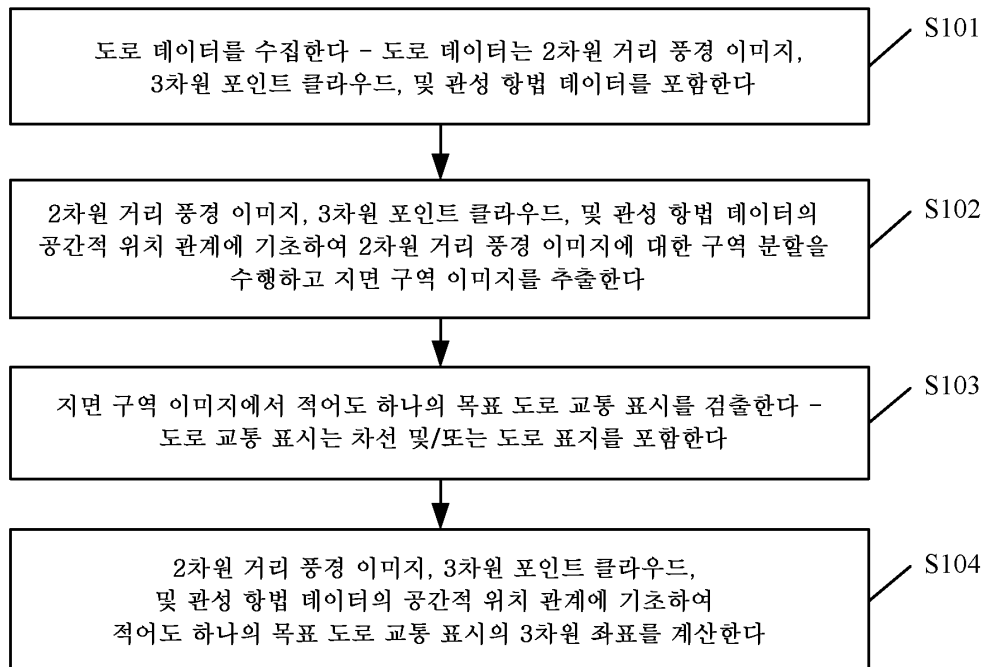 도로 데이터를 수집한다 - 도로 데이터는 2차원 거리 풍경 이미지,
3차원 포인트 클라우드, 및 관성 항법 데이터를 포함한다
S101
2차원 거리 풍경 이미지, 3차원 포인트 클라우드, 및 관성 항법 데이터의
공간적 위치 관계에 기초하여 2차원 거리 풍경 이미지에 대한 구역 분할을
수행하고 지면 구역 이미지를 추출한다
S102
지면 구역 이미지에서 적어도 하나의 목표 도로 교통 표시를 검출한다 -
도로 교통 표시는 차선 및/또는 도로 표지를 포함한다
S103
2차원 거리 풍경 이미지, 3차원 포인트 클라우드,
및 관성 항법 데이터의 공간적 위치 관계에 기초하여
적어도 하나의 목표 도로 교통 표시의 3차원 좌표를 계산한다
S104